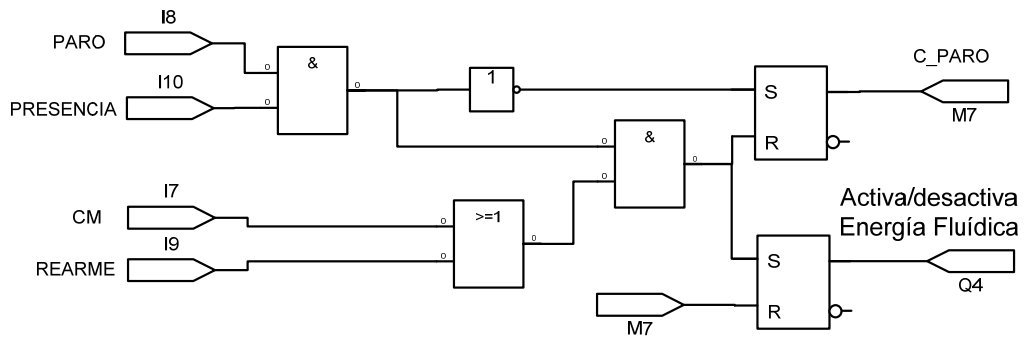 I8
PARO
I10
PRESENCIA
o
o
&
o
1
C_PARO
S
R
M7
o
o
&
o
I7
CM
I9
REARME
o
o
>=1
o
Activa/desactiva
Energía Fluídica
S
R
Q4
M7